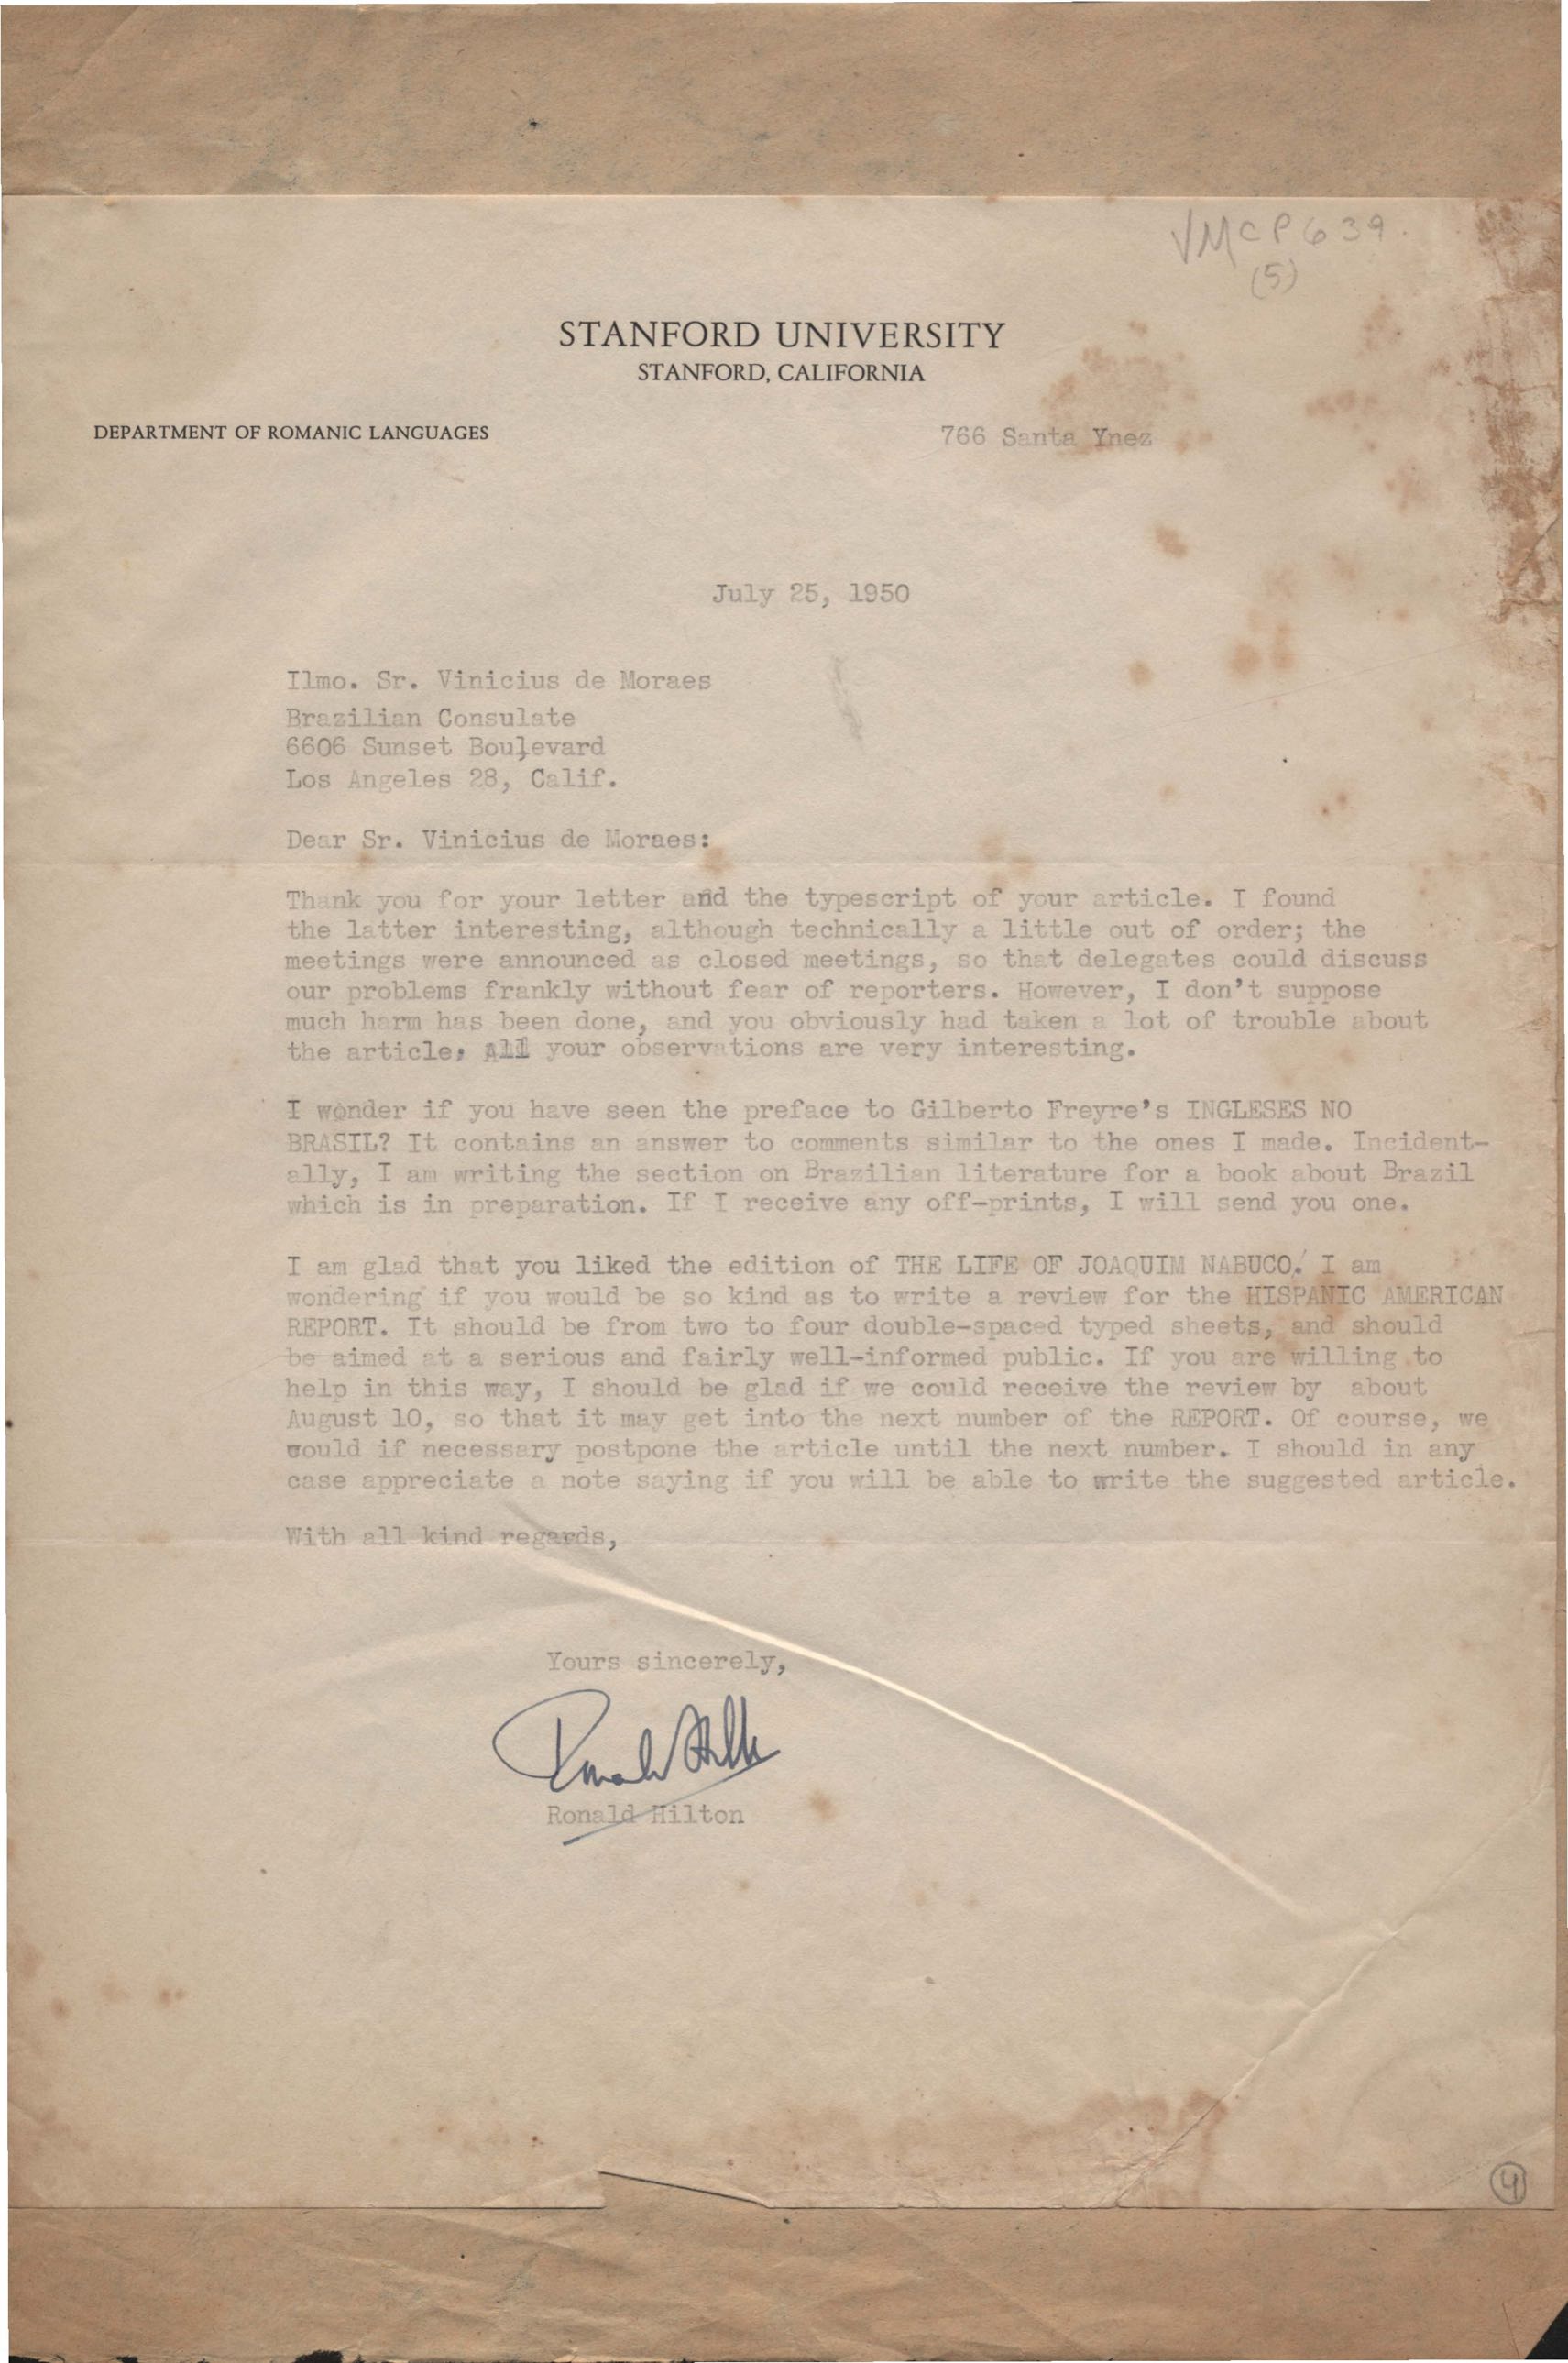 VMCP639.
(5)
STANFORD UNIVERSITY
STANFORD, CALIFORNIA
DEPARTMENT OF ROMANIC LANGUAGES
766 Santa Ynez
July 25, 1950
Ilmo. Sr. Vinicius de Moraes
Brazilian Consulate
6606 Sunset Boulevard
Los Angeles 28, Calif.
Dear Sr. Vinicius de Moraes:
Thank you for your letter and the typescript of your article. I found
the latter interesting, although technically a little out of order; the
meetings were announced as closed meetings, so that delegates could discuss
our problems frankly without fear of reporters. However, I don't suppose
much harm has been done, and you obviously had taken a lot of trouble about
the article. All your observations are very interesting.
I wonder if you have seen the preface to Gilberto Freyre's INGLESES NO
BRASIL? It contains an answer to comments similar to the ones I made. Incident-
ally, I am writing the section on Brazilian literature for a book about Brazil
which is in preparation. If I receive any off-prints, I will send you one.
I am glad that you liked the edition of THE LIFE OF JOAQUIM NABUCO. I am
wondering if you would be so kind as to write a review for the HISPANIC AMERICAN
REPORT. It should be from two to four double-spaced typed sheets, and should
be aimed at a serious and fairly well-informed public. If you are willing to
help in this way, I should be glad if we could receive the review by about
August 10, so that it may get into the next number of the REPORT. Of course, we
would if necessary postpone the article until the next number. I should in any
case appreciate a note saying if you will be able to write the suggested article.
With all kind regards,
Yours sincerely,
Ronald Hilton
Ronald Hilton
4